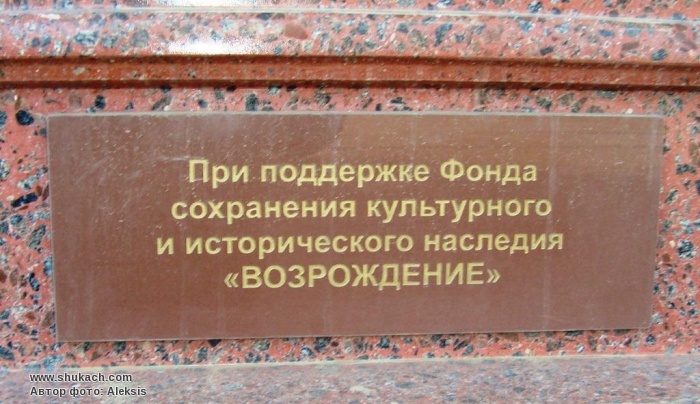 При поддержке Фонда
сохранения культурного
и исторического наследия
«ВОЗРОЖДЕНИЕ»
www.shukach.com
Автор фото: Aleksis